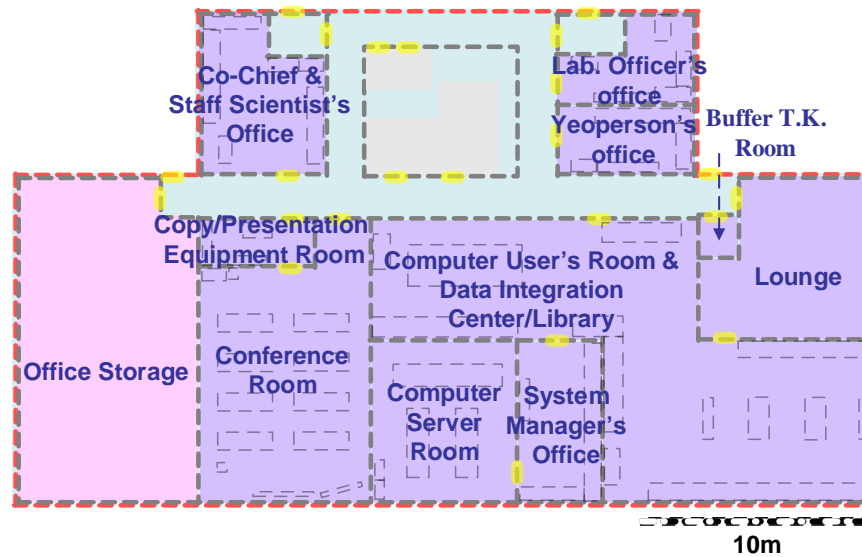 Co-Chief &
Staff Scientist's
Office
Lab. Officer's
office
Yeoperson's
office
Buffer T.K.
Room
Copy/Presentation
Equipment Room
Computer User's Room &
Data Integration
Center/Library
Lounge
Office Storage
Conference
Room
Computer
Server
Room
System
Manager's
Office
10m